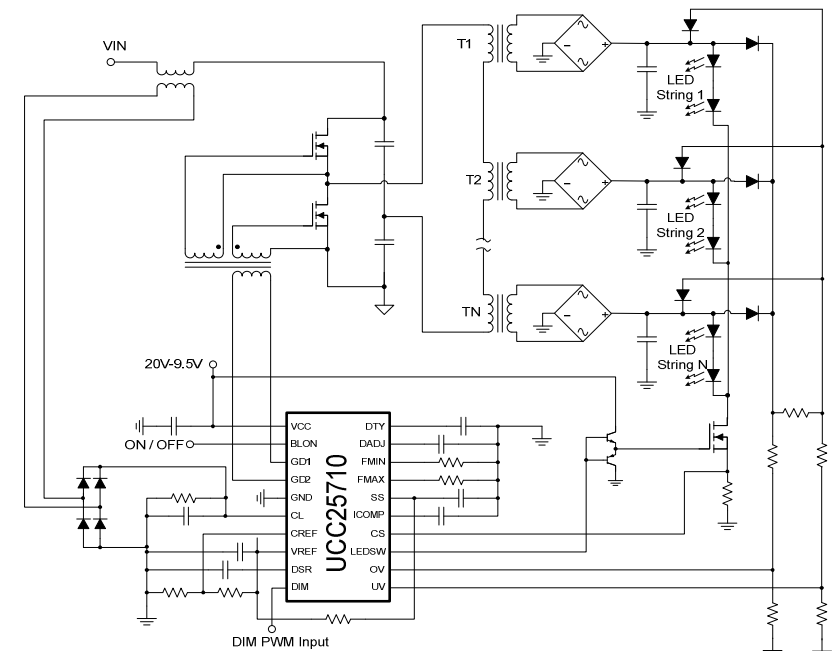 VIN
T1
LED
String 1
T2
LED
String 2
TN
LED
String N
20V-9.5V
ON / OFF
VCC
BLON
GD1
GD2
GND
CL
CREF
VREF
DSR
DIM
UCC25710
DTY
DADJ
FMIN
FMAX
SS
ICOMP
CS
LEDSW
OV
UV
DIM PWM Input